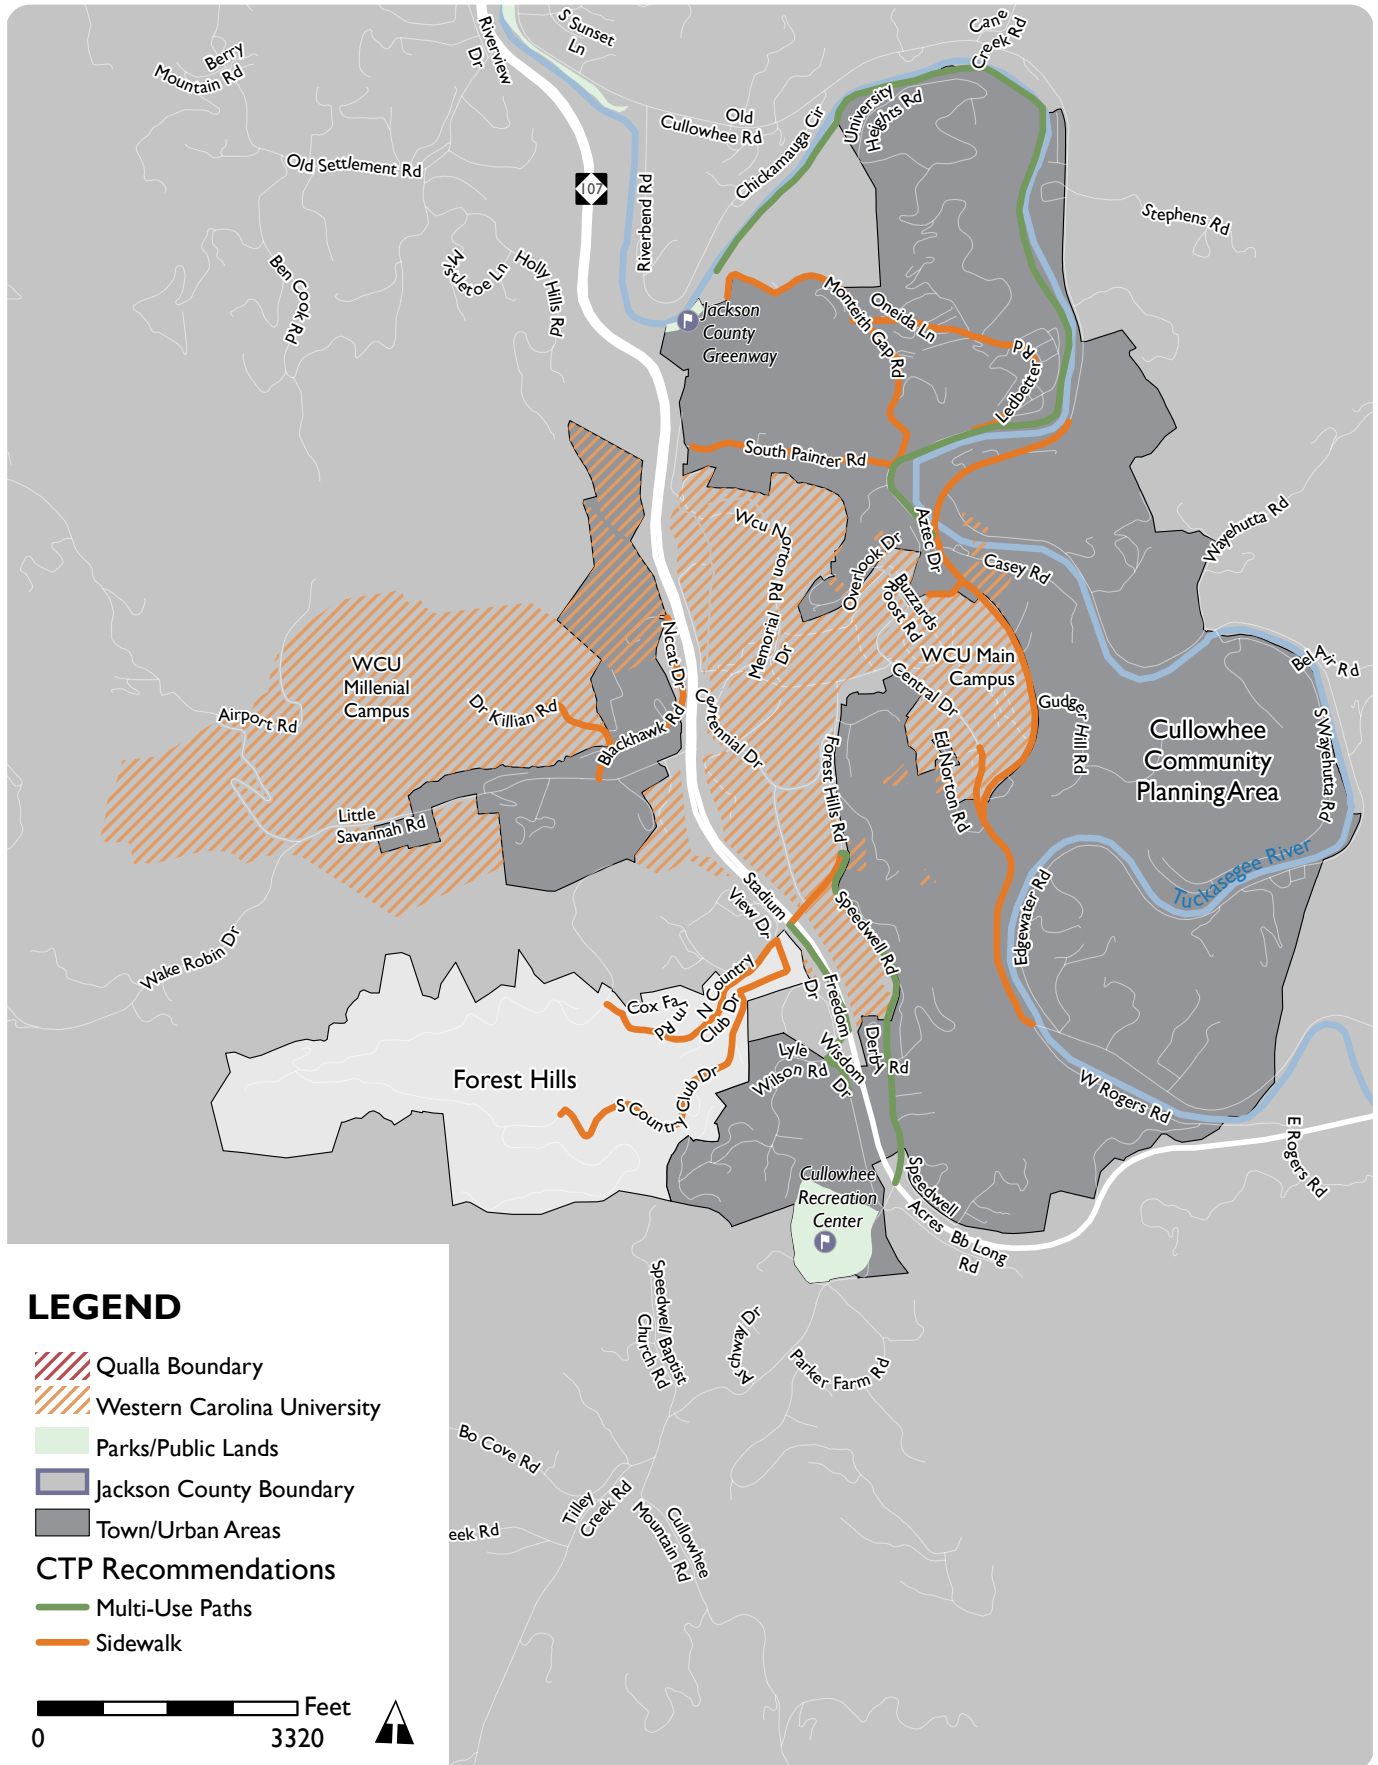 Riverview
Dr
S Sunset
Ln
Cane
Creek Rd
Berry
Mountain Rd
Old
Cullowhee Rd
Chickamauga Cir
University
Heights Rd
Old Settlement Rd
107
Riverbend Rd
Stephens Rd
Ben Cook Rd
Mistletoe Ln
Holly Hills Rd
Jackson
County
Greenway
Monteith Gap Rd
Oneida Ln
Ledbetter Rd
South Painter Rd
Wcu Norton Rd
Memorial
Dr
Overlook Dr
Aztec Dr
Buzzards
Roost Rd
Casey Rd
Wayehutta Rd
WCU
Millenial
Campus
Nccat Dr
WCU Main
Campus
Bel Air Rd
Airport Rd
Dr Killian Rd
Blackhawk Rd
Centennial Dr
Central Dr
Ed Norton Rd
Gudger Hill Rd
Cullowhee
Community
Planning Area
S Wayehutta Rd
Forest Hills Rd
Little
Savannah Rd
Tuckasegee River
Stadium
View Dr
Speedwell Rd
Edgewater Rd
Wake Robin Dr
Cox Farm Rd
N Country
Club Dr
Freedom
Dr
Derby
Rd
Lyle
Wilson Rd
Wisdom
Dr
Forest Hills
S Country Club Dr
W Rogers Rd
E Rogers Rd
Cullowhee
Recreation
Center
Speedwell
Acres
Bb Long
Rd
Speedwell Baptist
Church Rd
Archway Dr
Parker Farm Rd
Bo Cove Rd
Tilley
Creek Rd
Cullowhee
Mountain Rd
eek Rd
LEGEND
Qualla Boundary
Western Carolina University
Parks/Public Lands
Jackson County Boundary
Town/Urban Areas
CTP Recommendations
Multi-Use Paths
Sidewalk
Feet
0 3320